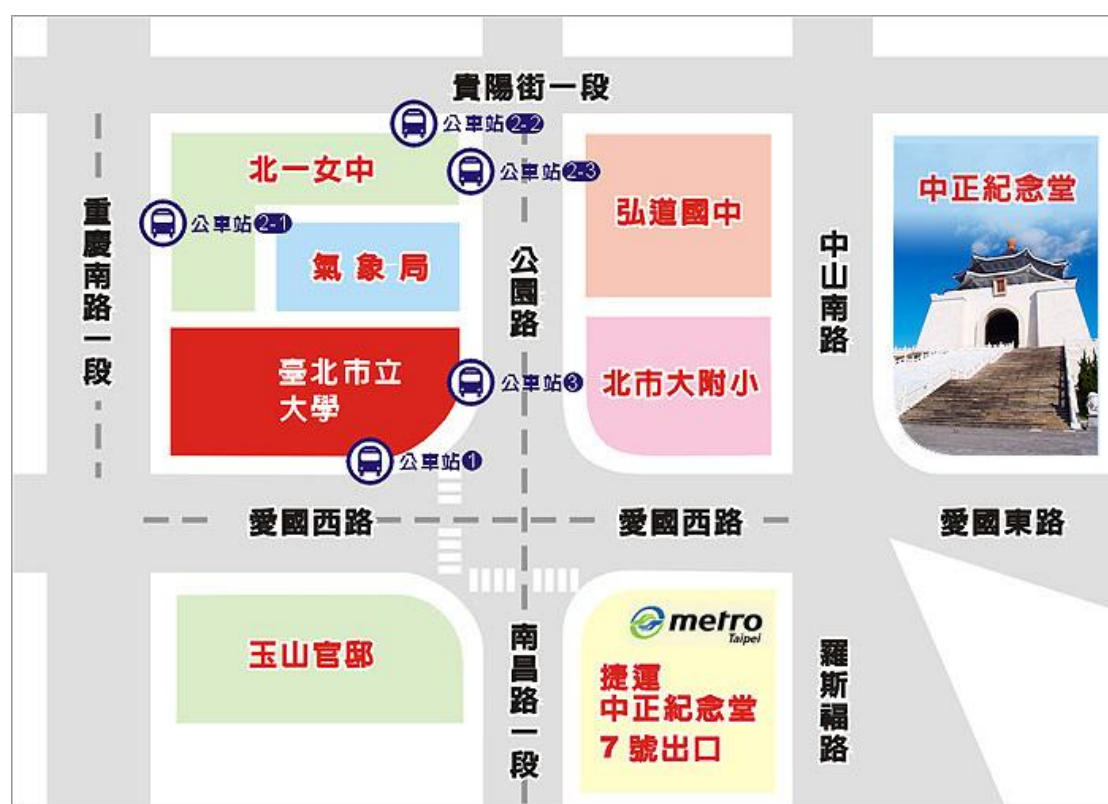 貴陽街一段
公車站2-2
北一女中
公車站2-3
中正紀念堂
弘道國中
公車站2-1
重慶南路一段
氣象局
公園路
中山南路
臺北市立
大學
公車站3
北市大附小
公車站1
愛國西路
愛國西路
愛國東路
玉山官邸
南昌路一段
metro
Taipei
捷運
中正紀念堂
7號出口
羅斯福路